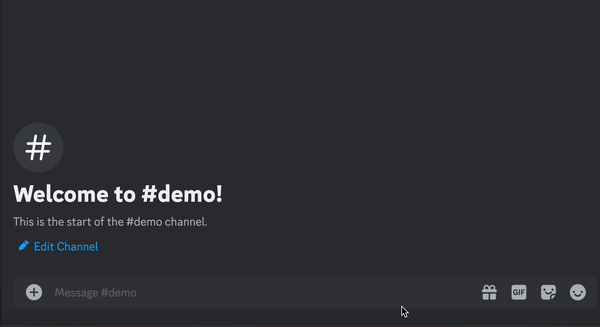 #
Welcome to #demo!
This is the start of the #demo channel.
Edit Channel
Message #demo
GIF